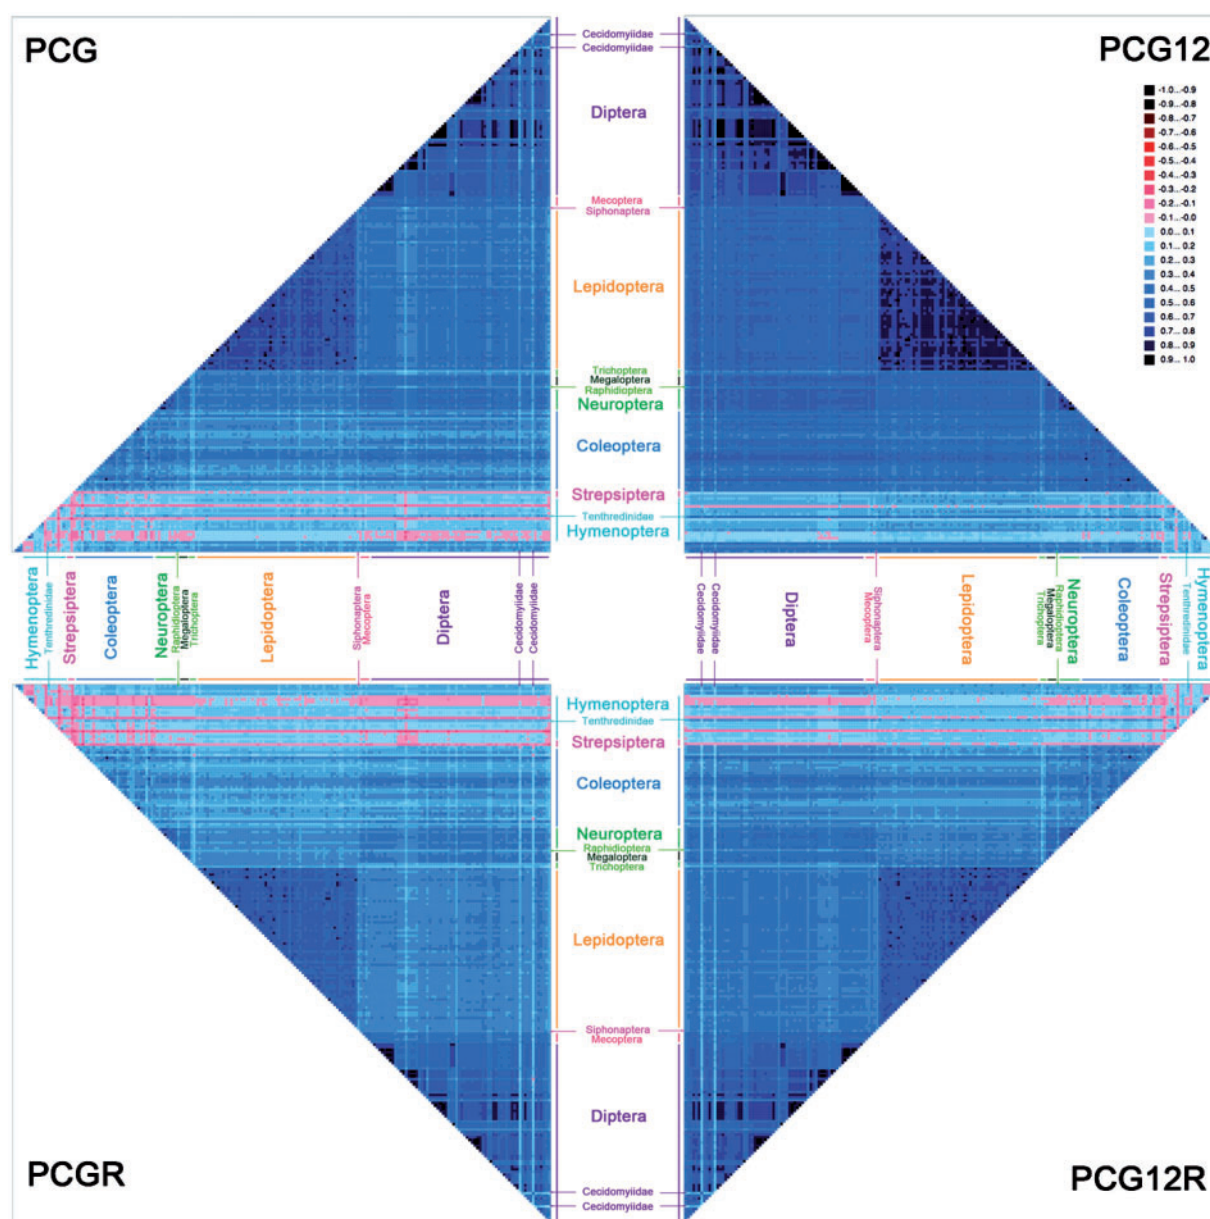 PCG
PCG12
Cecidomyiidae
Cecidomyiidae
Diptera
Mecoptera
Siphonaptera
Lepidoptera
Trichoptera
Megaloptera
Raphidioptera
Neuroptera
Coleoptera
Strepsiptera
Tenthredinidae
Hymenoptera
-1.0...-0.9
-0.9...-0.8
-0.8...-0.7
-0.7...-0.6
-0.6...-0.5
-0.5...-0.4
-0.4...-0.3
-0.3...-0.2
-0.2...-0.1
-0.1...-0.0
0.0... 0.1
0.1... 0.2
0.2... 0.3
0.3... 0.4
0.4... 0.5
0.5... 0.6
0.6... 0.7
0.7... 0.8
0.8... 0.9
0.9... 1.0
Hymenoptera
Tenthredinidae
Strepsiptera
Coleoptera
Neuroptera
Raphidioptera
Megaloptera
Trichoptera
Lepidoptera
Siphonaptera
Mecoptera
Diptera
Cecidomyiidae
Cecidomyiidae
Cecidomyiidae
Cecidomyiidae
Diptera
Siphonaptera
Mecoptera
Lepidoptera
Neuroptera
Raphidioptera
Megaloptera
Trichoptera
Coleoptera
Strepsiptera
Tenthredinidae
Hymenoptera
Hymenoptera
Tenthredinidae
Strepsiptera
Coleoptera
Neuroptera
Raphidioptera
Megaloptera
Trichoptera
Lepidoptera
Siphonaptera
Mecoptera
Diptera
Cecidomyiidae
Cecidomyiidae
PCGR
PCG12R